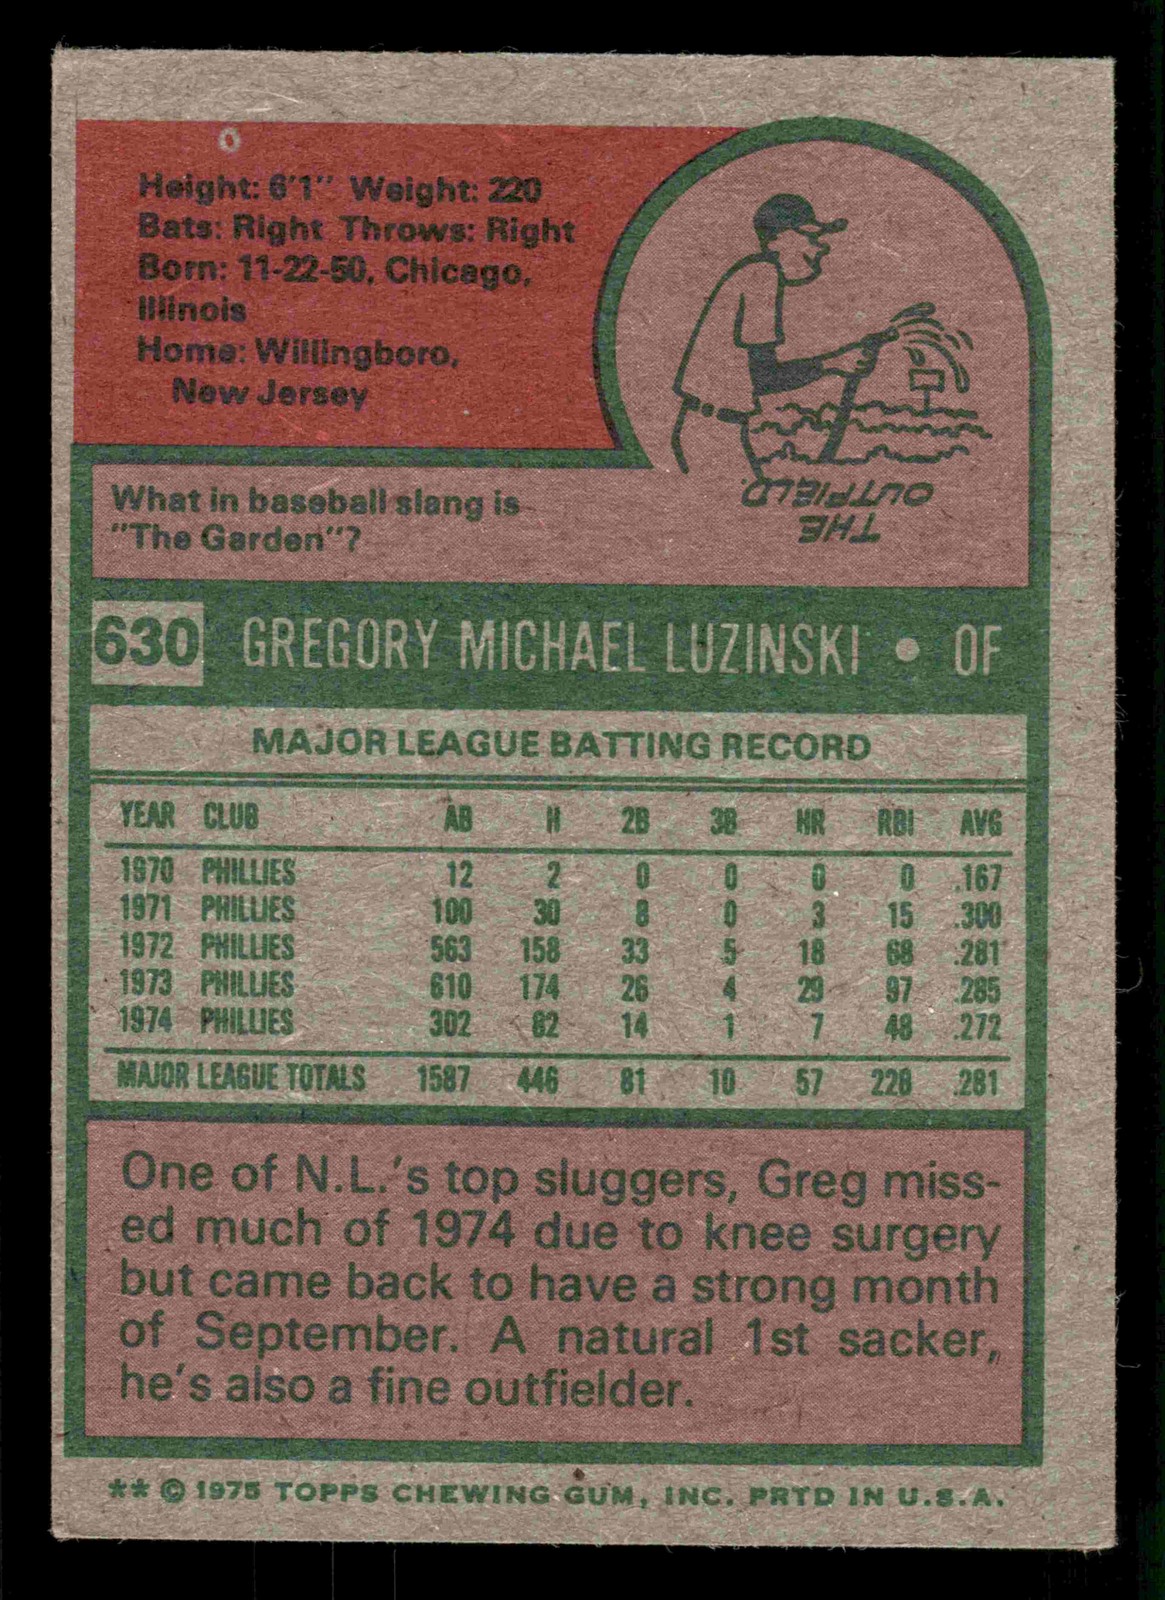 Height: 6'1" Weight: 220
Bats: Right Throws: Right
Born: 11-22-50, Chicago,
Illinois
Home: Willingboro,
New Jersey
What in baseball slang is
"The Garden"?
THE
OUTFIELD.
630 GREGORY MICHAEL LUZINSKI • OF
MAJOR LEAGUE BATTING RECORD
YEAR CLUB AB H 2B 3B HR RBI AVG
1970 PHILLIES 12 2 0 0 0 0 .167
1971 PHILLIES 100 30 8 0 3 15 .300
1972 PHILLIES 563 158 33 5 18 68 .281
1973 PHILLIES 610 174 26 4 29 97 .285
1974 PHILLIES 302 82 14 1 7 48 .272
MAJOR LEAGUE TOTALS 1587 446 81 10 57 228 .281
One of N.L.'s top sluggers, Greg miss-
ed much of 1974 due to knee surgery
but came back to have a strong month
of September. A natural 1st sacker,
he's also a fine outfielder.
** © 1975 TOPPS CHEWING GUM, INC. PRTD IN U.S.A.